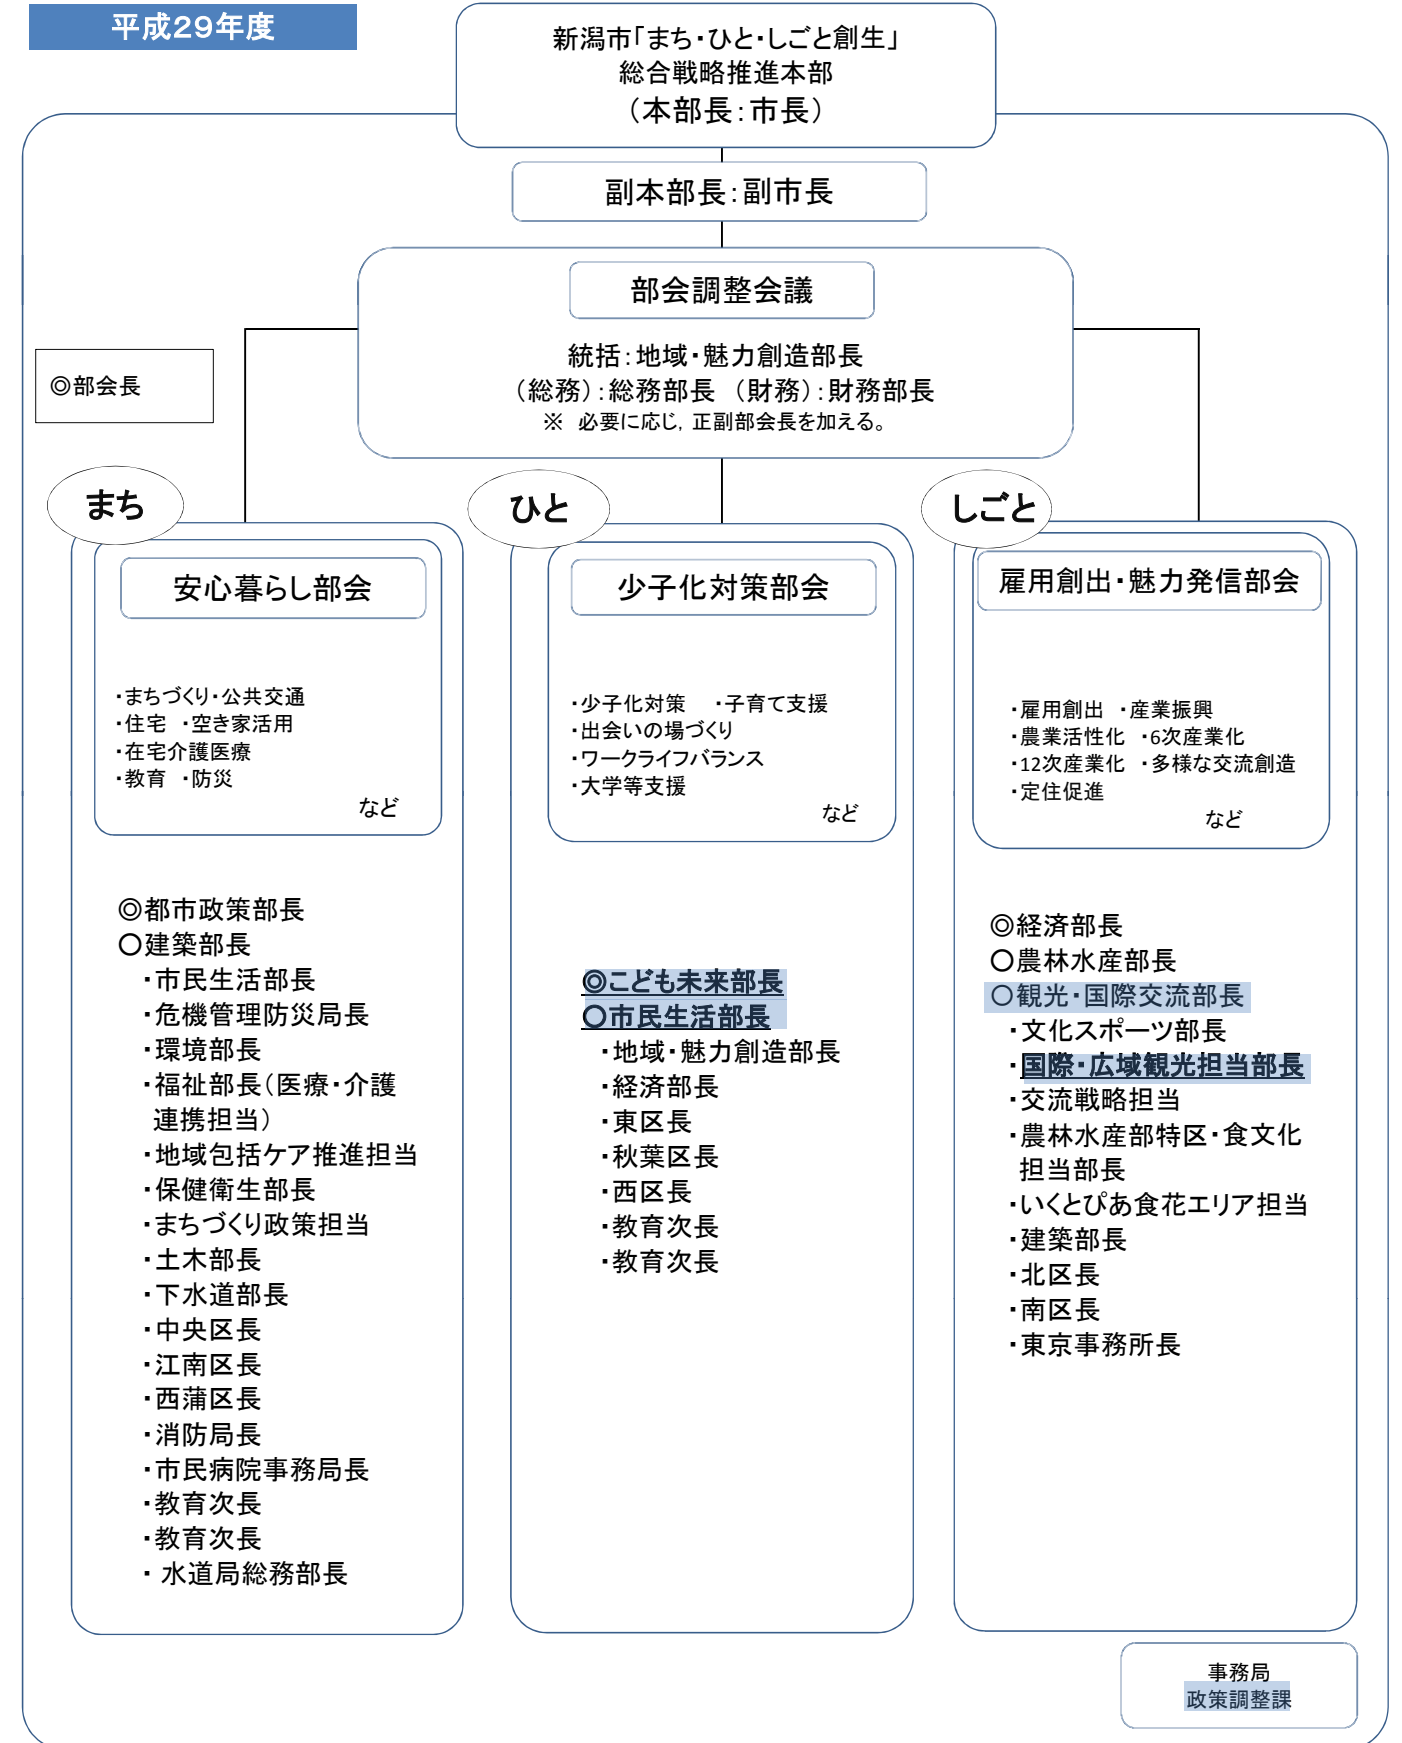 平成29年度
新潟市「まち・ひと・しごと創生」
総合戦略推進本部
（本部長：市長）
副本部長：副市長
部会調整会議
統括：地域・魅力創造部長
（総務）：総務部長　（財務）：財務部長
※　必要に応じ，正副部会長を加える。
◎部会長
まち
安心暮らし部会
・まちづくり・公共交通
・住宅　・空き家活用
・在宅介護医療
・教育　・防災
など
◎都市政策部長
○建築部長
・市民生活部長
・危機管理防災局長
・環境部長
・福祉部長（医療・介護
連携担当）
・地域包括ケア推進担当
・保健衛生部長
・まちづくり政策担当
・土木部長
・下水道部長
・中央区長
・江南区長
・西蒲区長
・消防局長
・市民病院事務局長
・教育次長
・教育次長
・ 水道局総務部長
ひと
少子化対策部会
・少子化対策　・子育て支援
・出会いの場づくり
・ワークライフバランス
・大学等支援
など
◎こども未来部長
○市民生活部長
・地域・魅力創造部長
・経済部長
・東区長
・秋葉区長
・西区長
・教育次長
・教育次長
しごと
雇用創出・魅力発信部会
・雇用創出　・産業振興
・農業活性化　・6次産業化
・12次産業化　・多様な交流創造
・定住促進
など
◎経済部長
○農林水産部長
○観光・国際交流部長
・文化スポーツ部長
・国際・広域観光担当部長
・交流戦略担当
・農林水産部特区・食文化
担当部長
・いくとぴあ食花エリア担当
・建築部長
・北区長
・南区長
・東京事務所長
事務局
政策調整課